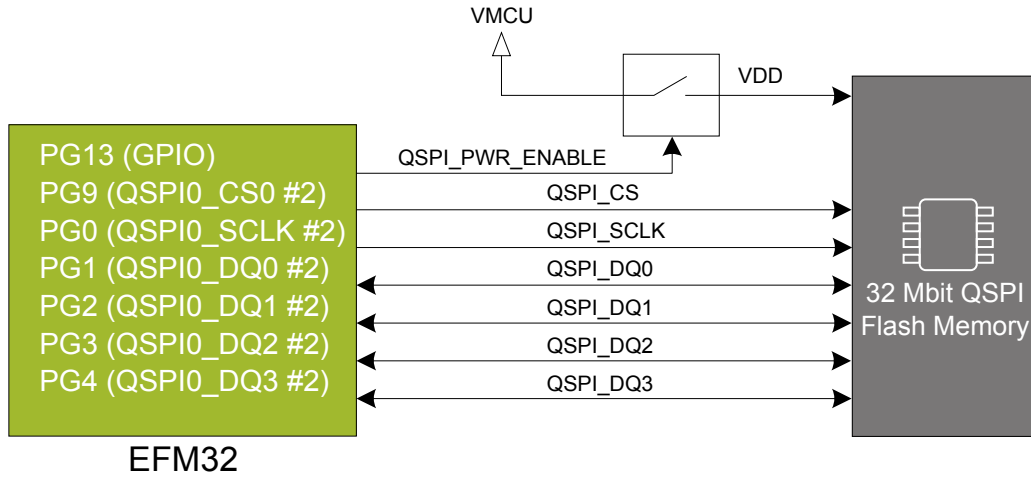 VMCU
VDD
PG13 (GPIO)
QSPI_PWR_ENABLE
PG9 (QSPI0_CS0 #2)
QSPI_CS
PG0 (QSPI0_SCLK #2)
QSPI_SCLK
PG1 (QSPI0_DQ0 #2)
QSPI_DQ0
PG2 (QSPI0_DQ1 #2)
QSPI_DQ1
PG3 (QSPI0_DQ2 #2)
QSPI_DQ2
PG4 (QSPI0_DQ3 #2)
QSPI_DQ3
32 Mbit QSPI
Flash Memory
EFM32